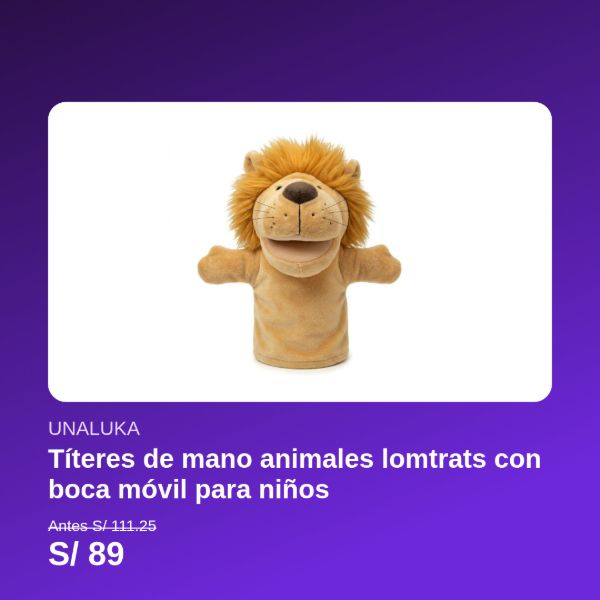 UNALUKA
Títeres de mano animales lomtrats con
boca móvil para niños
Antes S/ 111.25
S/ 89